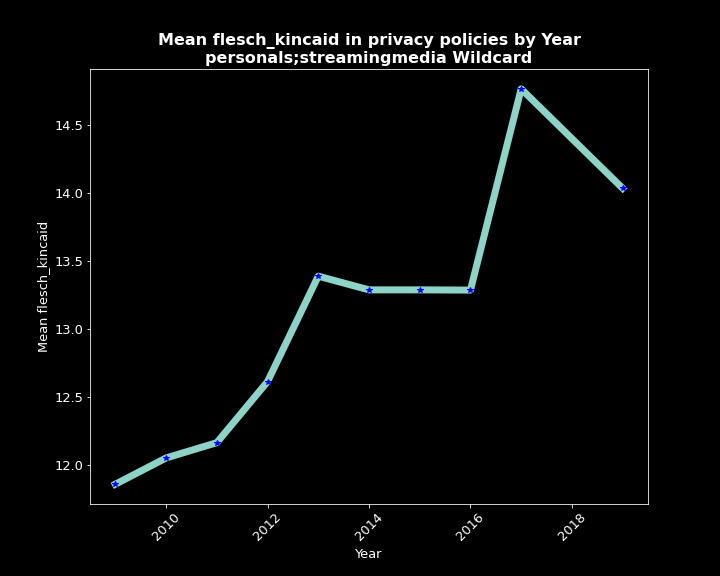 Mean flesch_kincaid in privacy policies by Year
personals;streamingmedia Wildcard
Mean flesch_kincaid
14.5
14.0
13.5
13.0
12.5
12.0
2010
2012
2014
2016
2018
Year